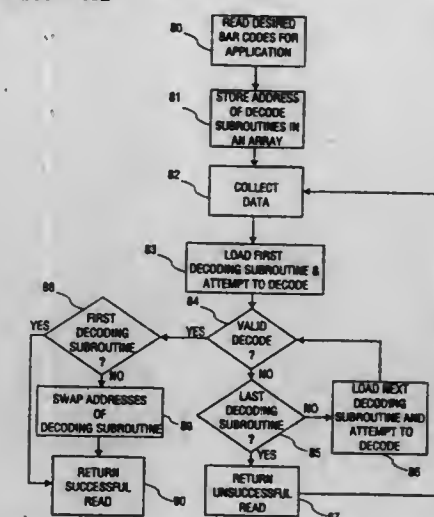 80
READ DESIRED
BAR CODES FOR
APPLICATION
81
STORE ADDRESS
OF DECODE
SUBROUTINES IN
AN ARRAY
82
COLLECT
DATA
83
LOAD FIRST
DECODING SUBROUTINE &
ATTEMPT TO DECODE
88
FIRST
DECODING
SUBROUTINE
?
YES
NO
84
VALID
DECODE
?
YES
NO
SWAP ADDRESSES
OF
DECODING SUBROUTINE
89
LAST
DECODING
SUBROUTINE
?
NO
YES
85
LOAD NEXT
DECODING
SUBROUTINE AND
ATTEMPT TO
DECODE
86
RETURN
SUCCESSFUL
READ
90
RETURN
UNSUCCESSFUL
READ